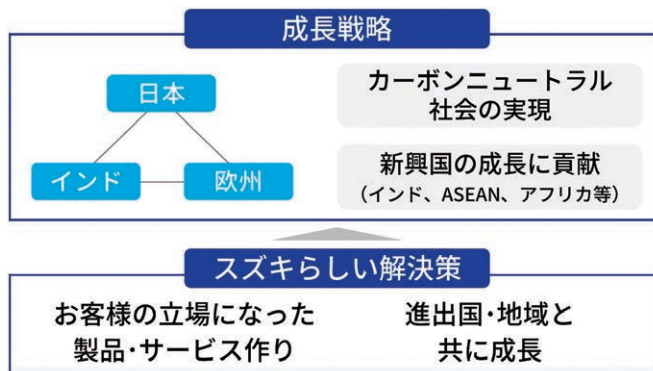 成長戦略
日本
インド
欧州
カーボンニュートラル
社会の実現
新興国の成長に貢献
（インド、ASEAN、アフリカ等）
スズキらしい解決策
お客様の立場になった
製品･サービス作り
進出国･地域と
共に成長